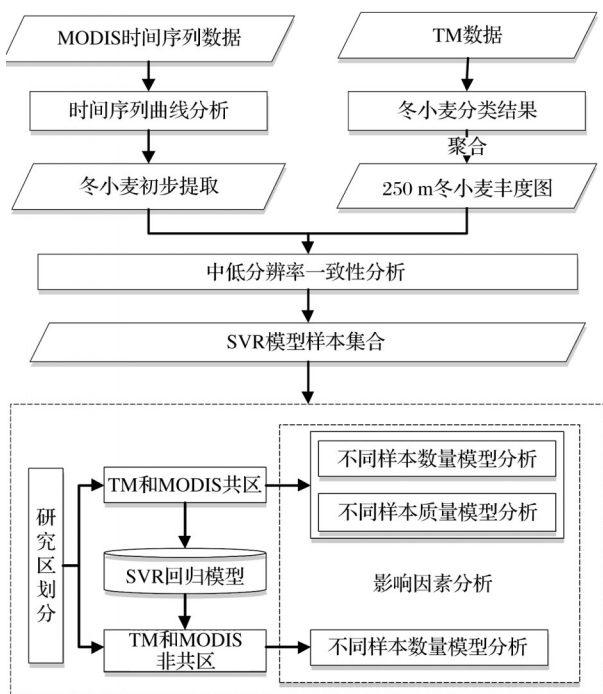 MODIS时间序列数据
TM数据
时间序列曲线分析
冬小麦分类结果
聚合
冬小麦初步提取
250 m冬小麦丰度图
中低分辨率一致性分析
SVR模型样本集合
研究区划分
TM和MODIS共区
SVR回归模型
TM和MODIS
非共区
不同样本数量模型分析
不同样本质量模型分析
影响因素分析
不同样本数量模型分析